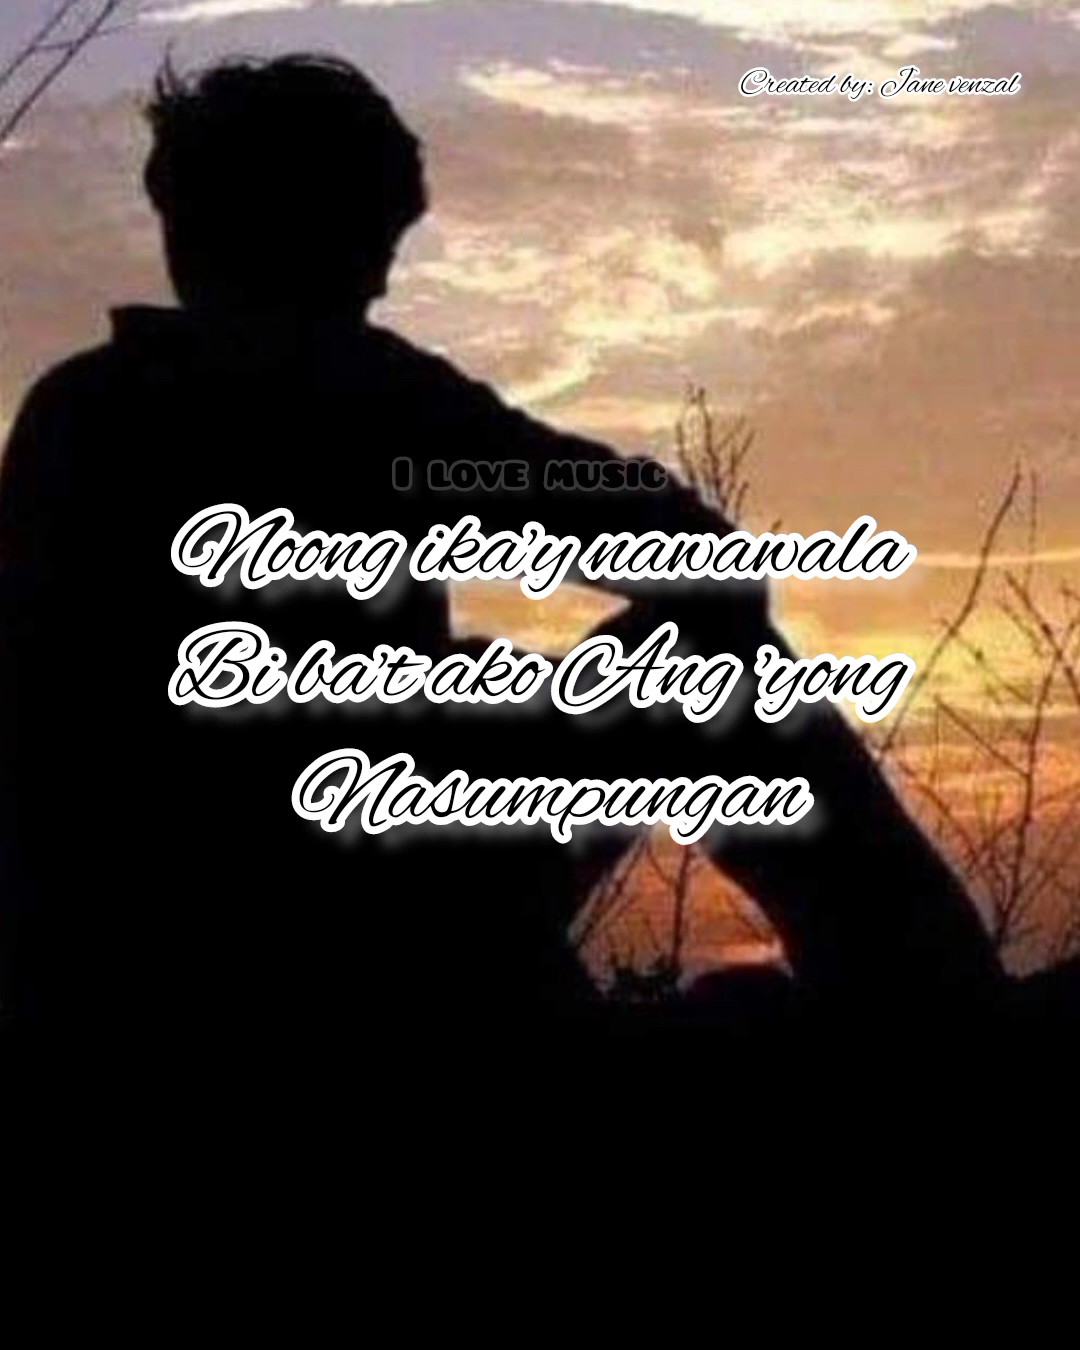 Created by: Jane venzal
I LOVE MUSIC
Noong ika'y nawawala
Bi ba't ako Ang 'yong
Nasumpungan